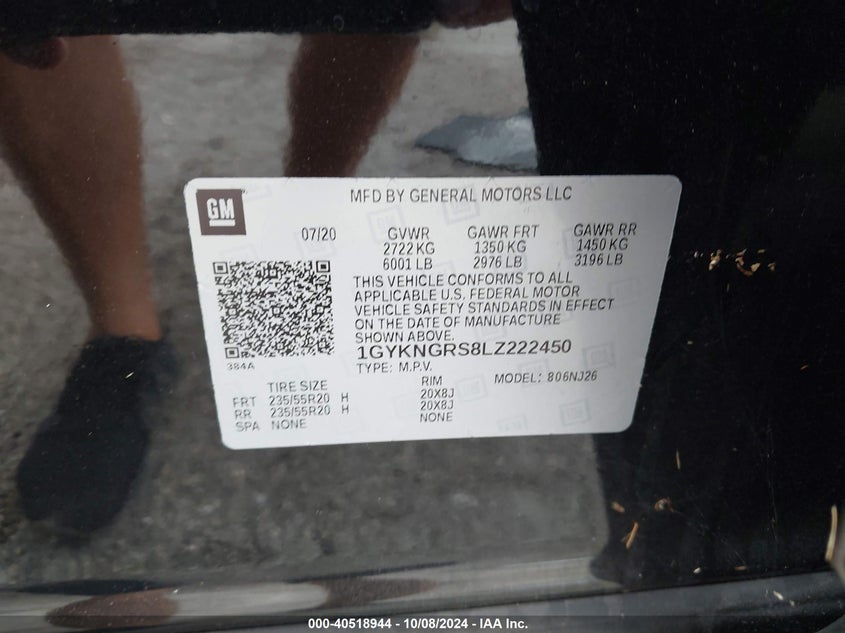 GM
MFD BY GENERAL MOTORS LLC
07/20 GVWR GAWR FRT GAWR RR
2722 KG 1350 KG 1450 KG
6001 LB 2976 LB 3196 LB
THIS VEHICLE CONFORMS TO ALL
APPLICABLE U.S. FEDERAL MOTOR
VEHICLE SAFETY STANDARDS IN EFFECT
ON THE DATE OF MANUFACTURE
SHOWN ABOVE.
384A
1GYKNGRS8LZ222450
TYPE: M.P.V. MODEL: 806NJ26
TIRE SIZE RIM
FRT 235/55R20 H 20X8J
RR 235/55R20 H 20X8J
SPA NONE NONE
000-40518944 - 10/08/2024 - IAA Inc.